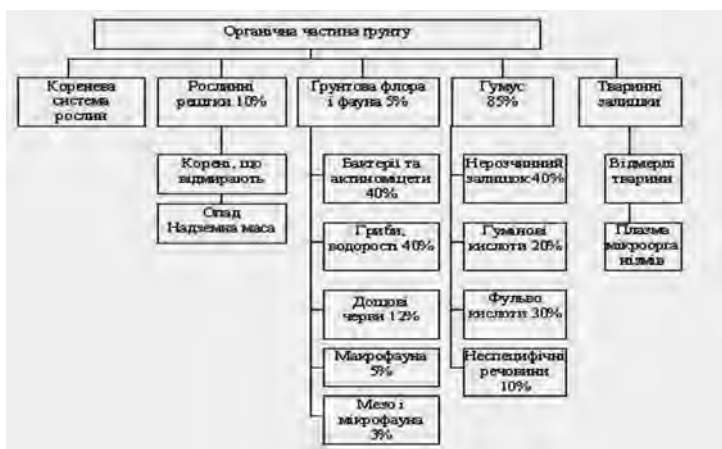 Органічна частина ґрунту
Коренева
система
рослин
Рослинні
рештки 10%
Корені, що
відмирають
Опад
Надземна маса
Ґрунтова флора
і фауна 5%
Бактерії та
актиноміцети
40%
Гриби,
водорості 40%
Дощові
черви 12%
Макрофауна
5%
Мезо і
мікрофауна
3%
Гумус
85%
Нерозчинний
залишок 40%
Гумінові
кислоти 20%
Фульво
кислоти 30%
Неспецифічні
речовини
10%
Тваринні
залишки
Відмерлі
тварини
Плазма
мікроорга
нізмів